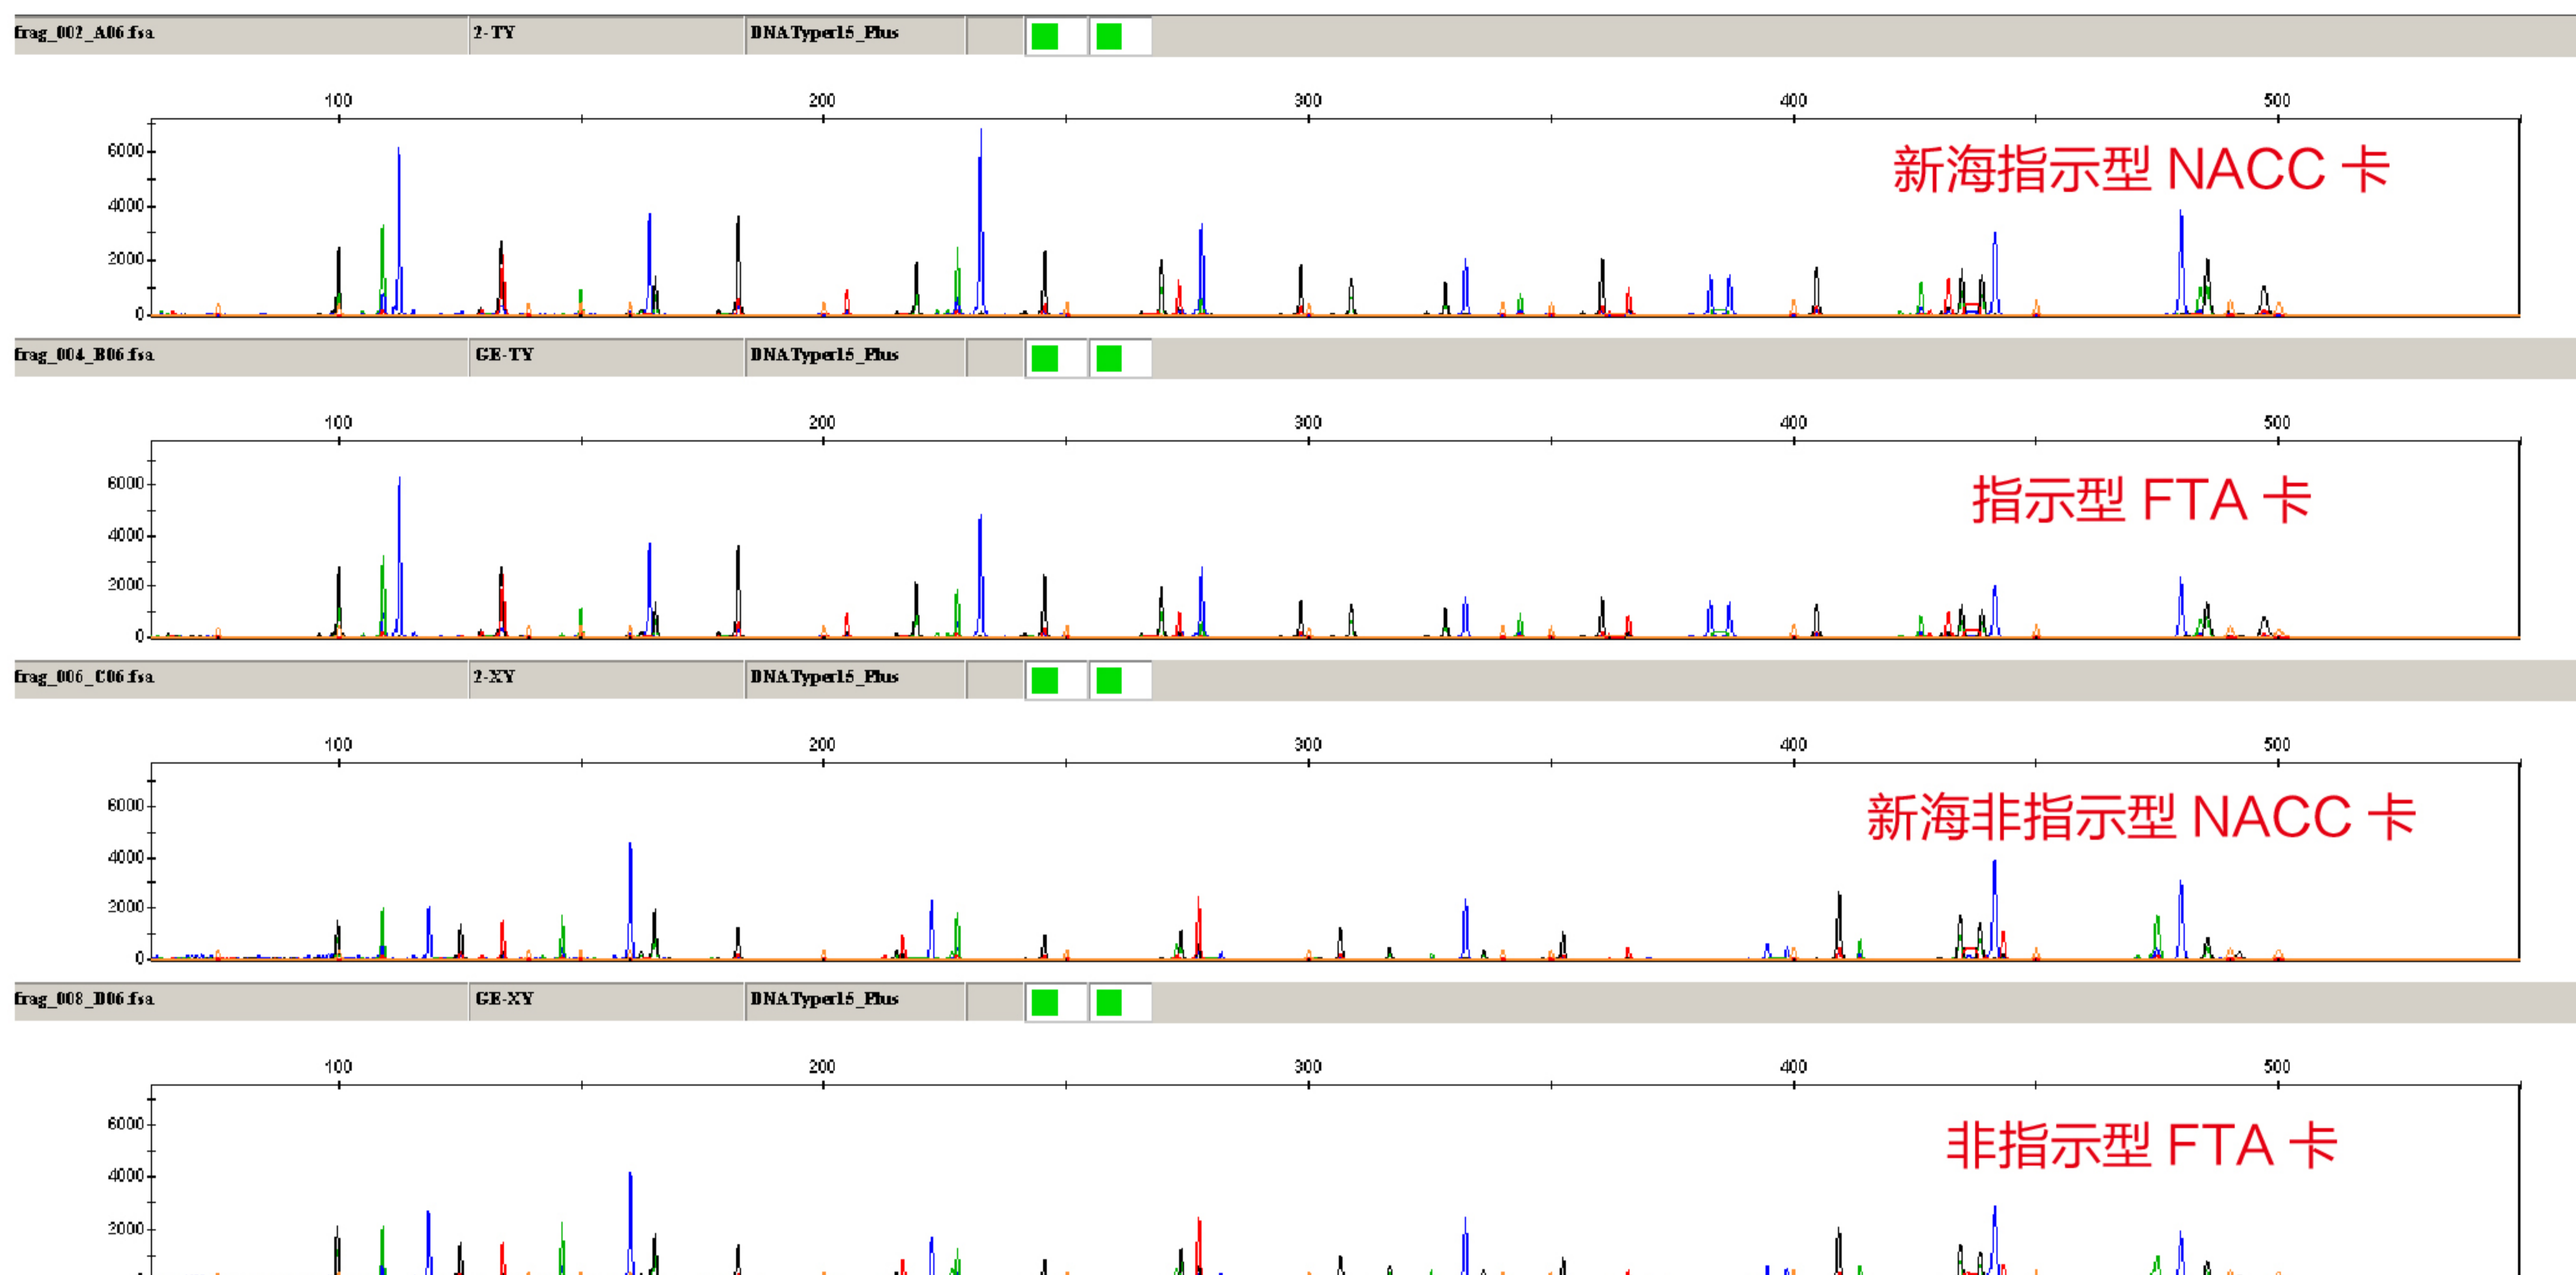 frag_002_A06.fsa 2-TY DNATyper15_Plus
100 200 300 400 500
6000
4000
2000
0
新海指示型 NACC 卡
frag_004_B06.fsa GE-TY DNATyper15_Plus
100 200 300 400 500
6000
4000
2000
0
指示型 FTA 卡
frag_006_C06.fsa 2-XY DNATyper15_Plus
100 200 300 400 500
6000
4000
2000
0
新海非指示型 NACC 卡
frag_008_D06.fsa GE-XY DNATyper15_Plus
100 200 300 400 500
6000
4000
2000
非指示型 FTA 卡